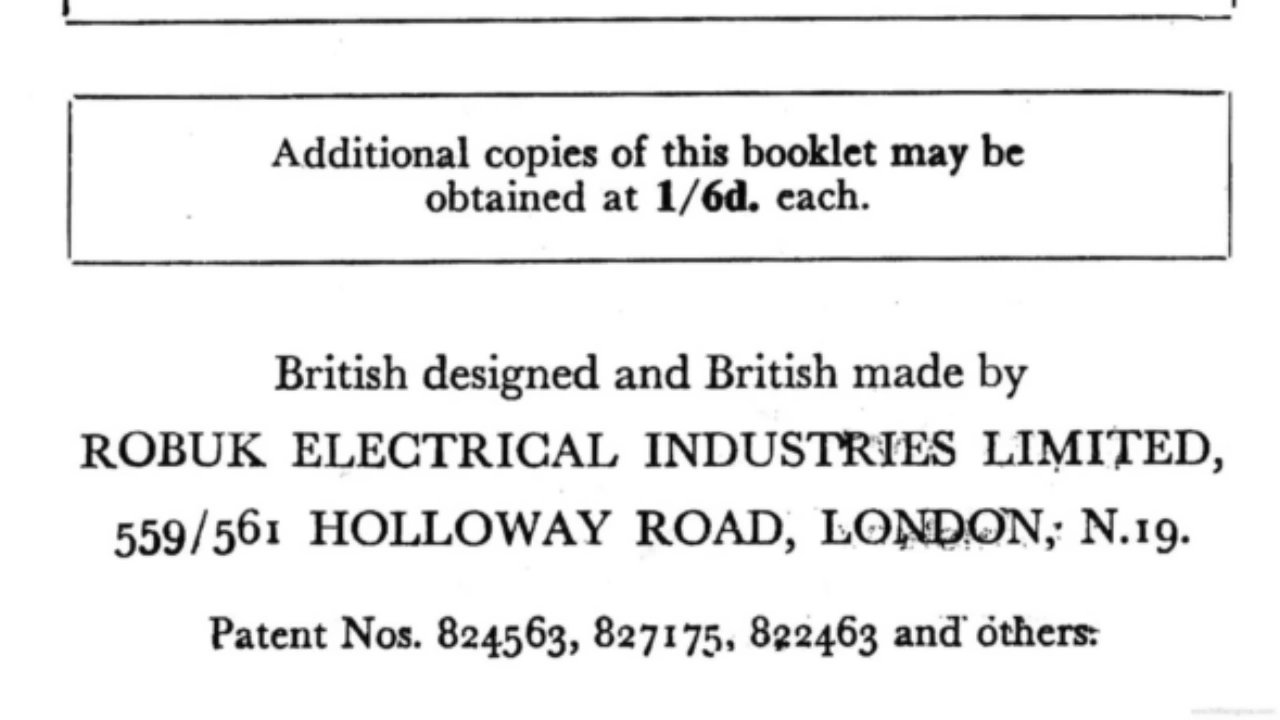 Additional copies of this booklet may be
obtained at 1/6d. each.
British designed and British made by
ROBUK ELECTRICAL INDUSTRIES LIMITED,
559/561 HOLLOWAY ROAD, LONDON, N.19.
Patent Nos. 824563, 827175, 822463 and others.